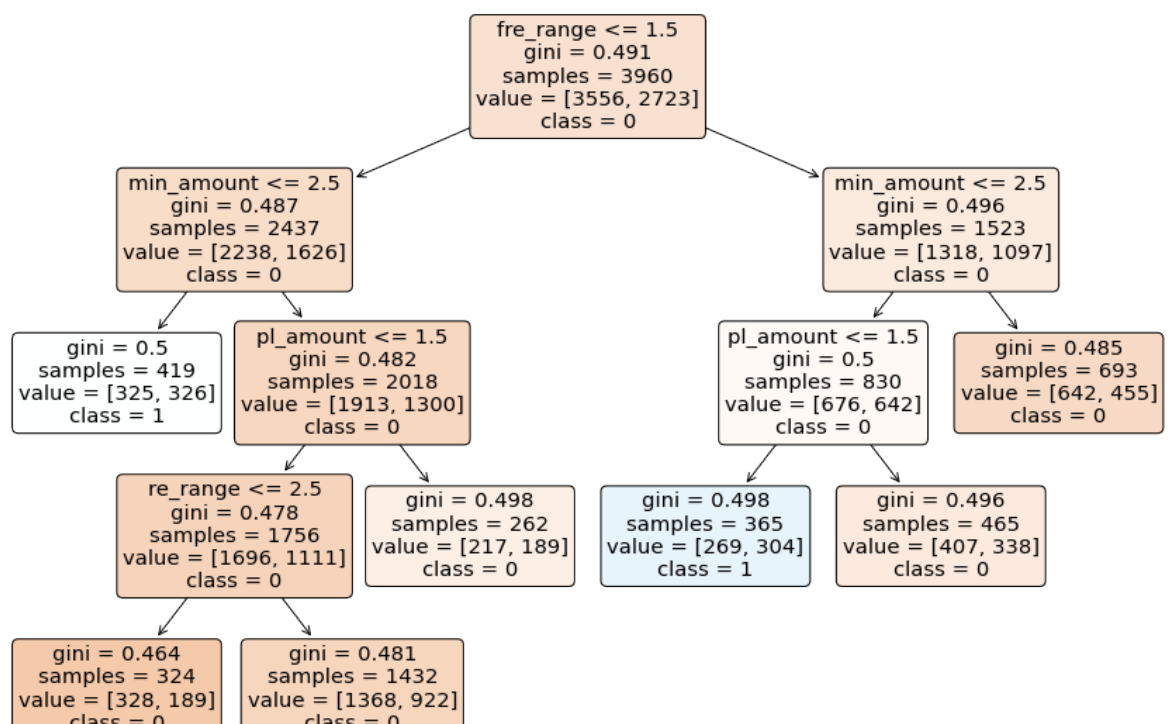 fre_range <= 1.5
gini = 0.491
samples = 3960
value = [3556, 2723]
class = 0
min_amount <= 2.5
gini = 0.487
samples = 2437
value = [2238, 1626]
class = 0
min_amount <= 2.5
gini = 0.496
samples = 1523
value = [1318, 1097]
class = 0
gini = 0.5
samples = 419
value = [325, 326]
class = 1
pl_amount <= 1.5
gini = 0.482
samples = 2018
value = [1913, 1300]
class = 0
pl_amount <= 1.5
gini = 0.5
samples = 830
value = [676, 642]
class = 0
gini = 0.485
samples = 693
value = [642, 455]
class = 0
re_range <= 2.5
gini = 0.478
samples = 1756
value = [1696, 1111]
class = 0
gini = 0.498
samples = 262
value = [217, 189]
class = 0
gini = 0.498
samples = 365
value = [269, 304]
class = 1
gini = 0.496
samples = 465
value = [407, 338]
class = 0
gini = 0.464
samples = 324
value = [328, 189]
class = 0
gini = 0.481
samples = 1432
value = [1368, 922]
class = 0